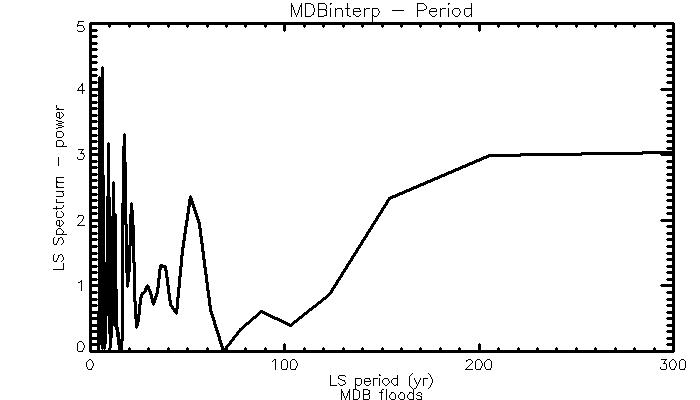 MDBinterp – Period
5
4
3
2
1
0
LS Spectrum – power
0 100 200 300
LS period (yr)
MDB floods